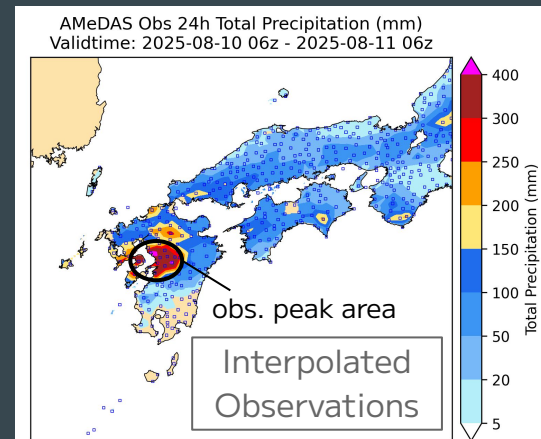 AMeDAS Obs 24h Total Precipitation (mm)
Validtime: 2025-08-10 06z - 2025-08-11 06z
400
300
250
200
150
100
50
20
5
Total Precipitation (mm)
obs. peak area
Interpolated
Observations